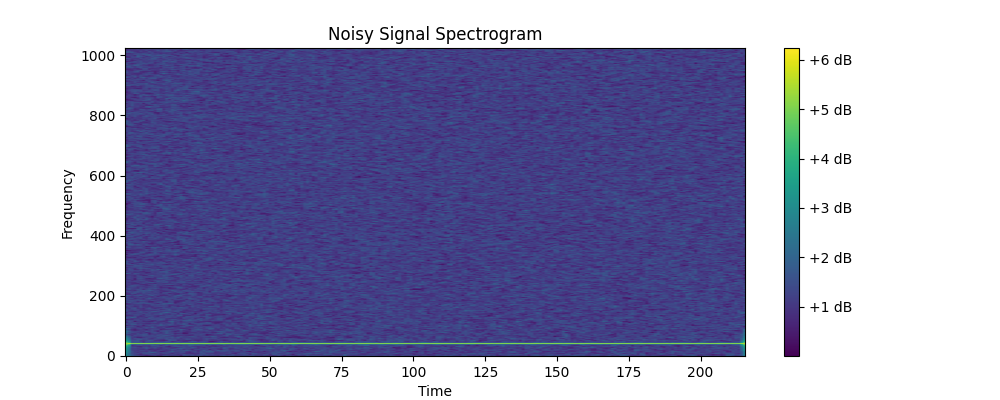 Noisy Signal Spectrogram
1000
800
600
400
200
0
Frequency
0 25 50 75 100 125 150 175 200
Time
+6 dB
+5 dB
+4 dB
+3 dB
+2 dB
+1 dB